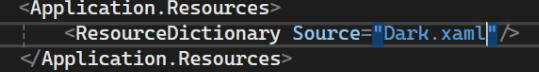 <Application.Resources>
<ResourceDictionary Source="Dark.xaml"/>
</Application.Resources>